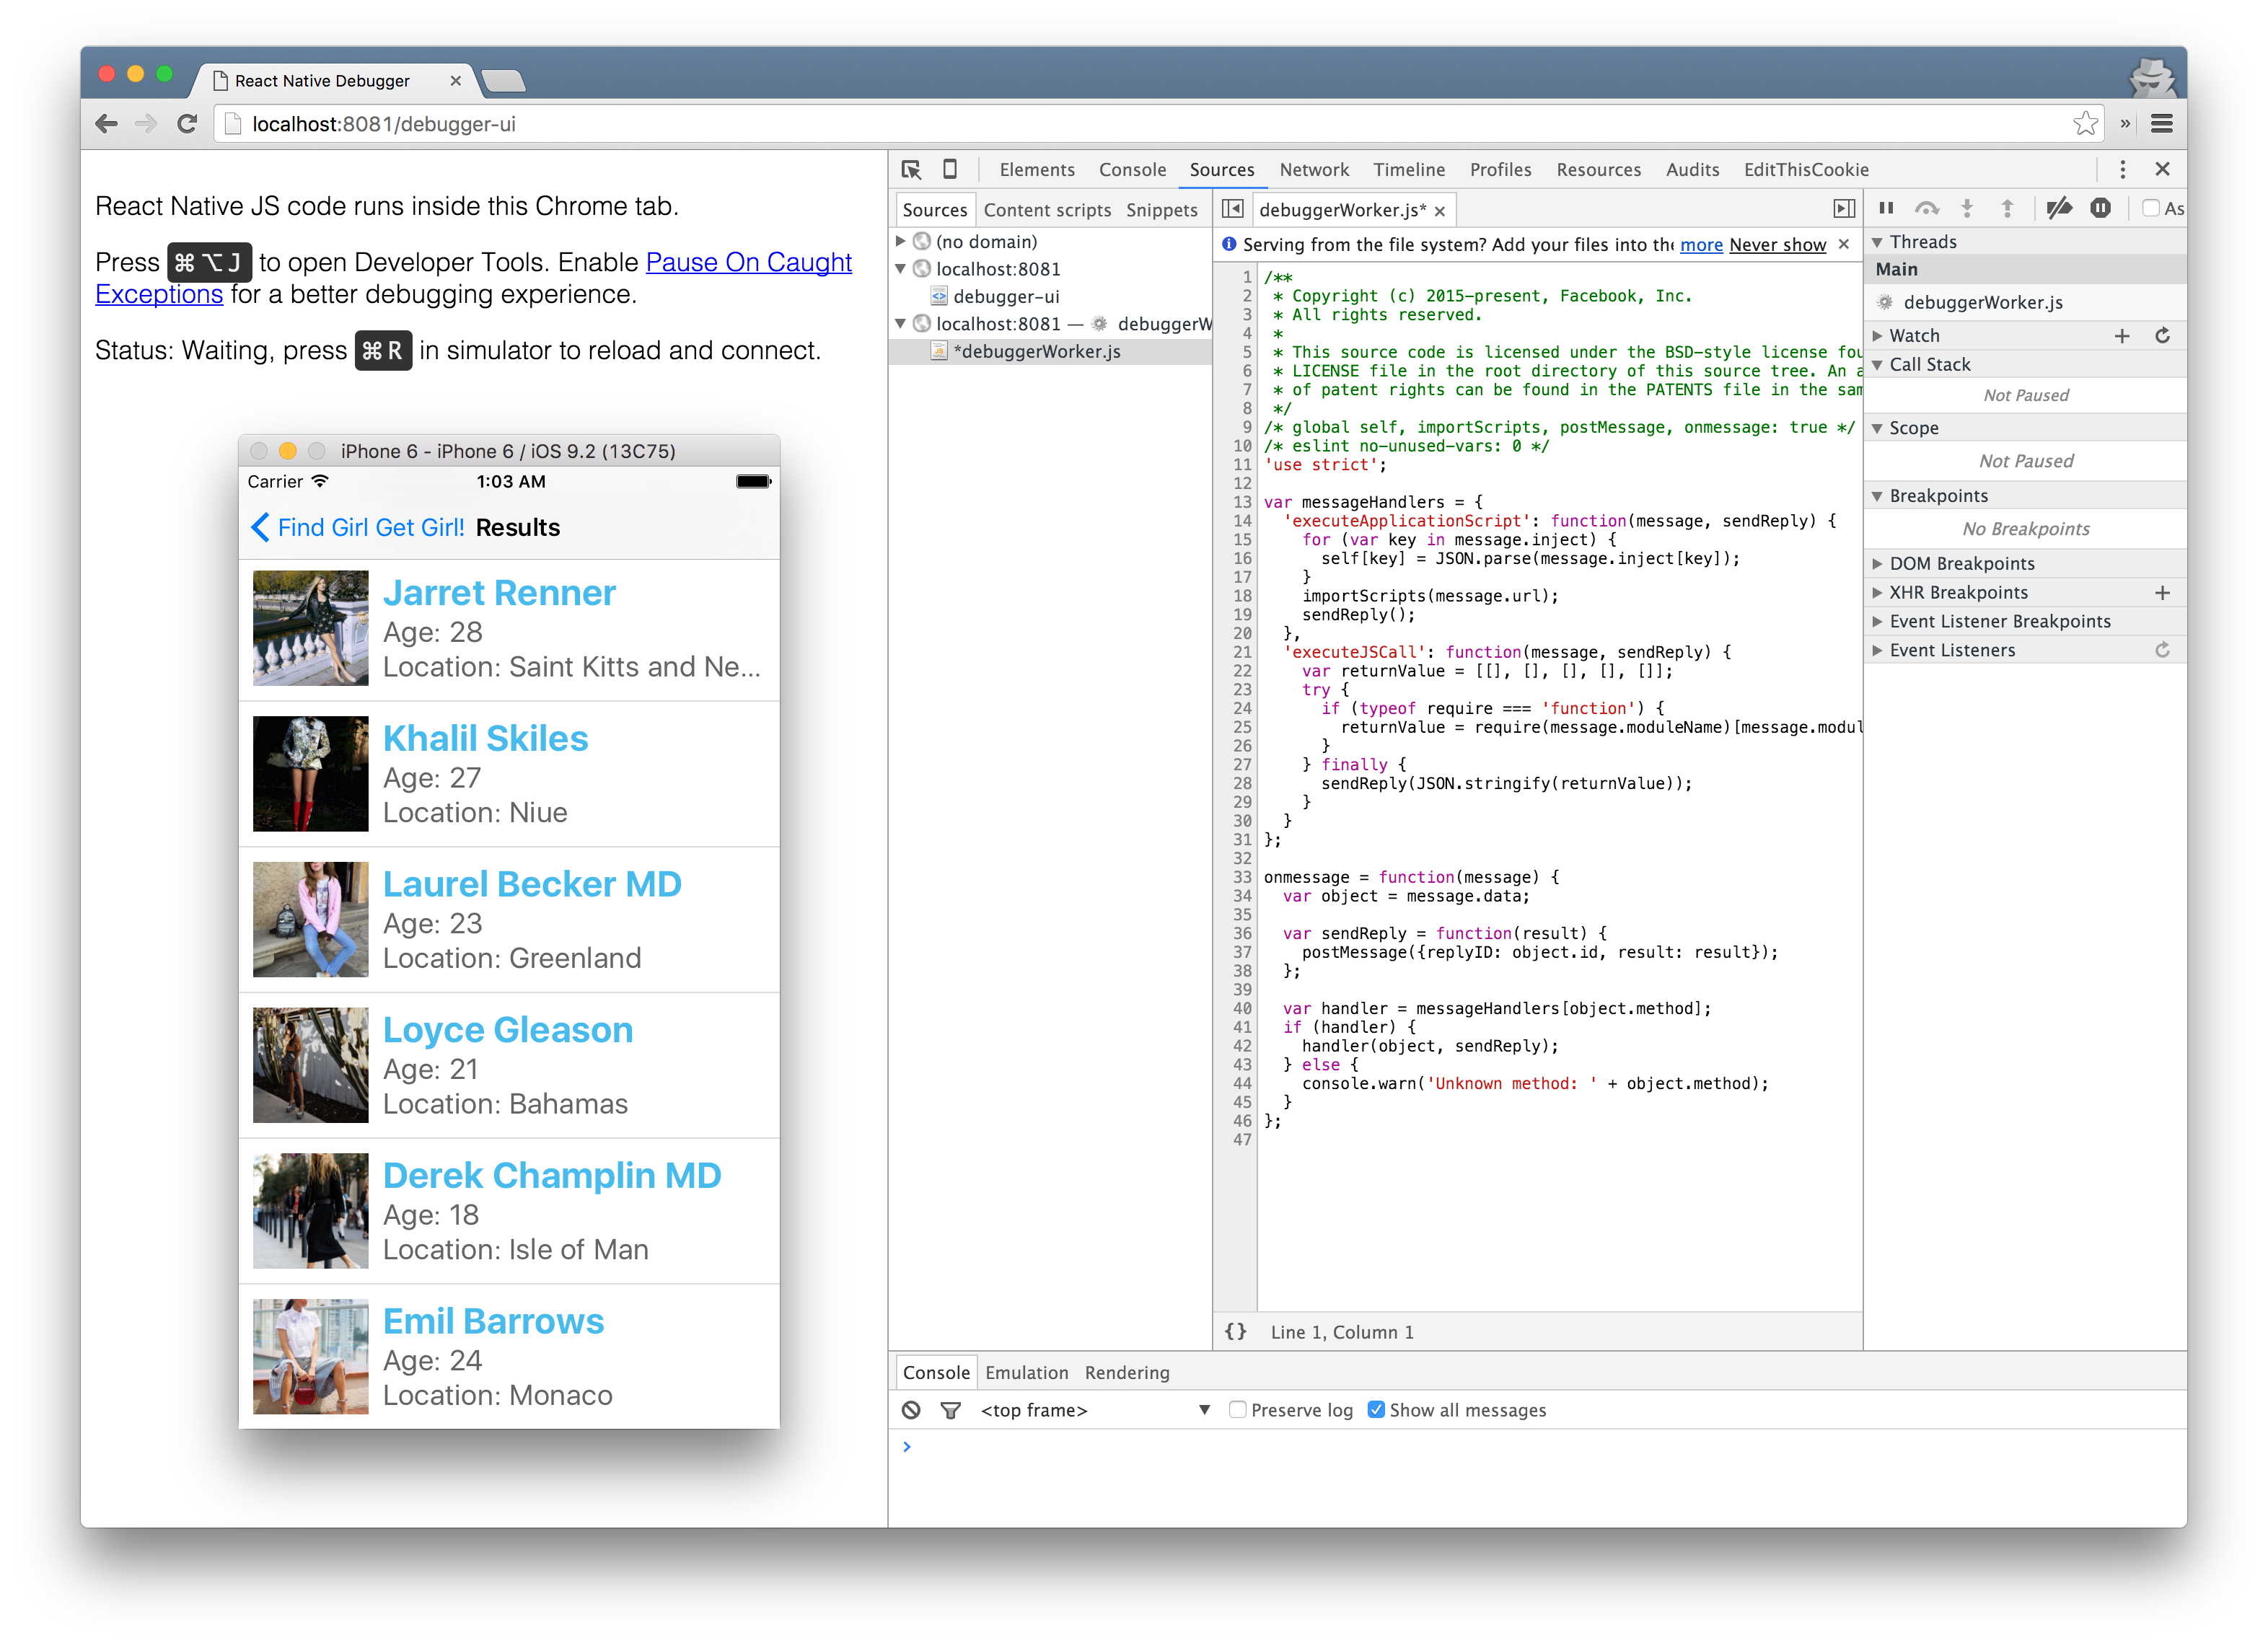 React Native Debugger
localhost:8081/debugger-ui
React Native JS code runs inside this Chrome tab.
Press ⌘⌥J to open Developer Tools. Enable Pause On Caught
Exceptions for a better debugging experience.
Status: Waiting, press ⌘R in simulator to reload and connect.
iPhone 6 - iPhone 6 / iOS 9.2 (13C75)
Carrier 1:03 AM
Find Girl Get Girl! Results
Jarret Renner
Age: 28
Location: Saint Kitts and Ne...
Khalil Skiles
Age: 27
Location: Niue
Laurel Becker MD
Age: 23
Location: Greenland
Loyce Gleason
Age: 21
Location: Bahamas
Derek Champlin MD
Age: 18
Location: Isle of Man
Emil Barrows
Age: 24
Location: Monaco
Elements Console Sources Network Timeline Profiles Resources Audits EditThisCookie
Sources Content scripts Snippets
(no domain)
localhost:8081
debugger-ui
localhost:8081 — debuggerW
*debuggerWorker.js
debuggerWorker.js*
Serving from the file system? Add your files into the more Never show
1 /**
2 * Copyright (c) 2015-present, Facebook, Inc.
3 * All rights reserved.
4 *
5 * This source code is licensed under the BSD-style license fou
6 * LICENSE file in the root directory of this source tree. An a
7 * of patent rights can be found in the PATENTS file in the sam
8 */
9 /* global self, importScripts, postMessage, onmessage: true */
10 /* eslint no-unused-vars: 0 */
11 'use strict';
12
13 var messageHandlers = {
14 'executeApplicationScript': function(message, sendReply) {
15 for (var key in message.inject) {
16 self[key] = JSON.parse(message.inject[key]);
17 }
18 importScripts(message.url);
19 sendReply();
20 },
21 'executeJSCall': function(message, sendReply) {
22 var returnValue = [[], [], [], [], []];
23 try {
24 if (typeof require === 'function') {
25 returnValue = require(message.moduleName)[message.modul
26 }
27 } finally {
28 sendReply(JSON.stringify(returnValue));
29 }
30 }
31 };
32
33 onmessage = function(message) {
34 var object = message.data;
35
36 var sendReply = function(result) {
37 postMessage({replyID: object.id, result: result});
38 };
39
40 var handler = messageHandlers[object.method];
41 if (handler) {
42 handler(object, sendReply);
43 } else {
44 console.warn('Unknown method: ' + object.method);
45 }
46 };
47
{} Line 1, Column 1
As
Threads
Main
debuggerWorker.js
Watch
Call Stack
Not Paused
Scope
Not Paused
Breakpoints
No Breakpoints
DOM Breakpoints
XHR Breakpoints
Event Listener Breakpoints
Event Listeners
Console Emulation Rendering
<top frame> Preserve log Show all messages